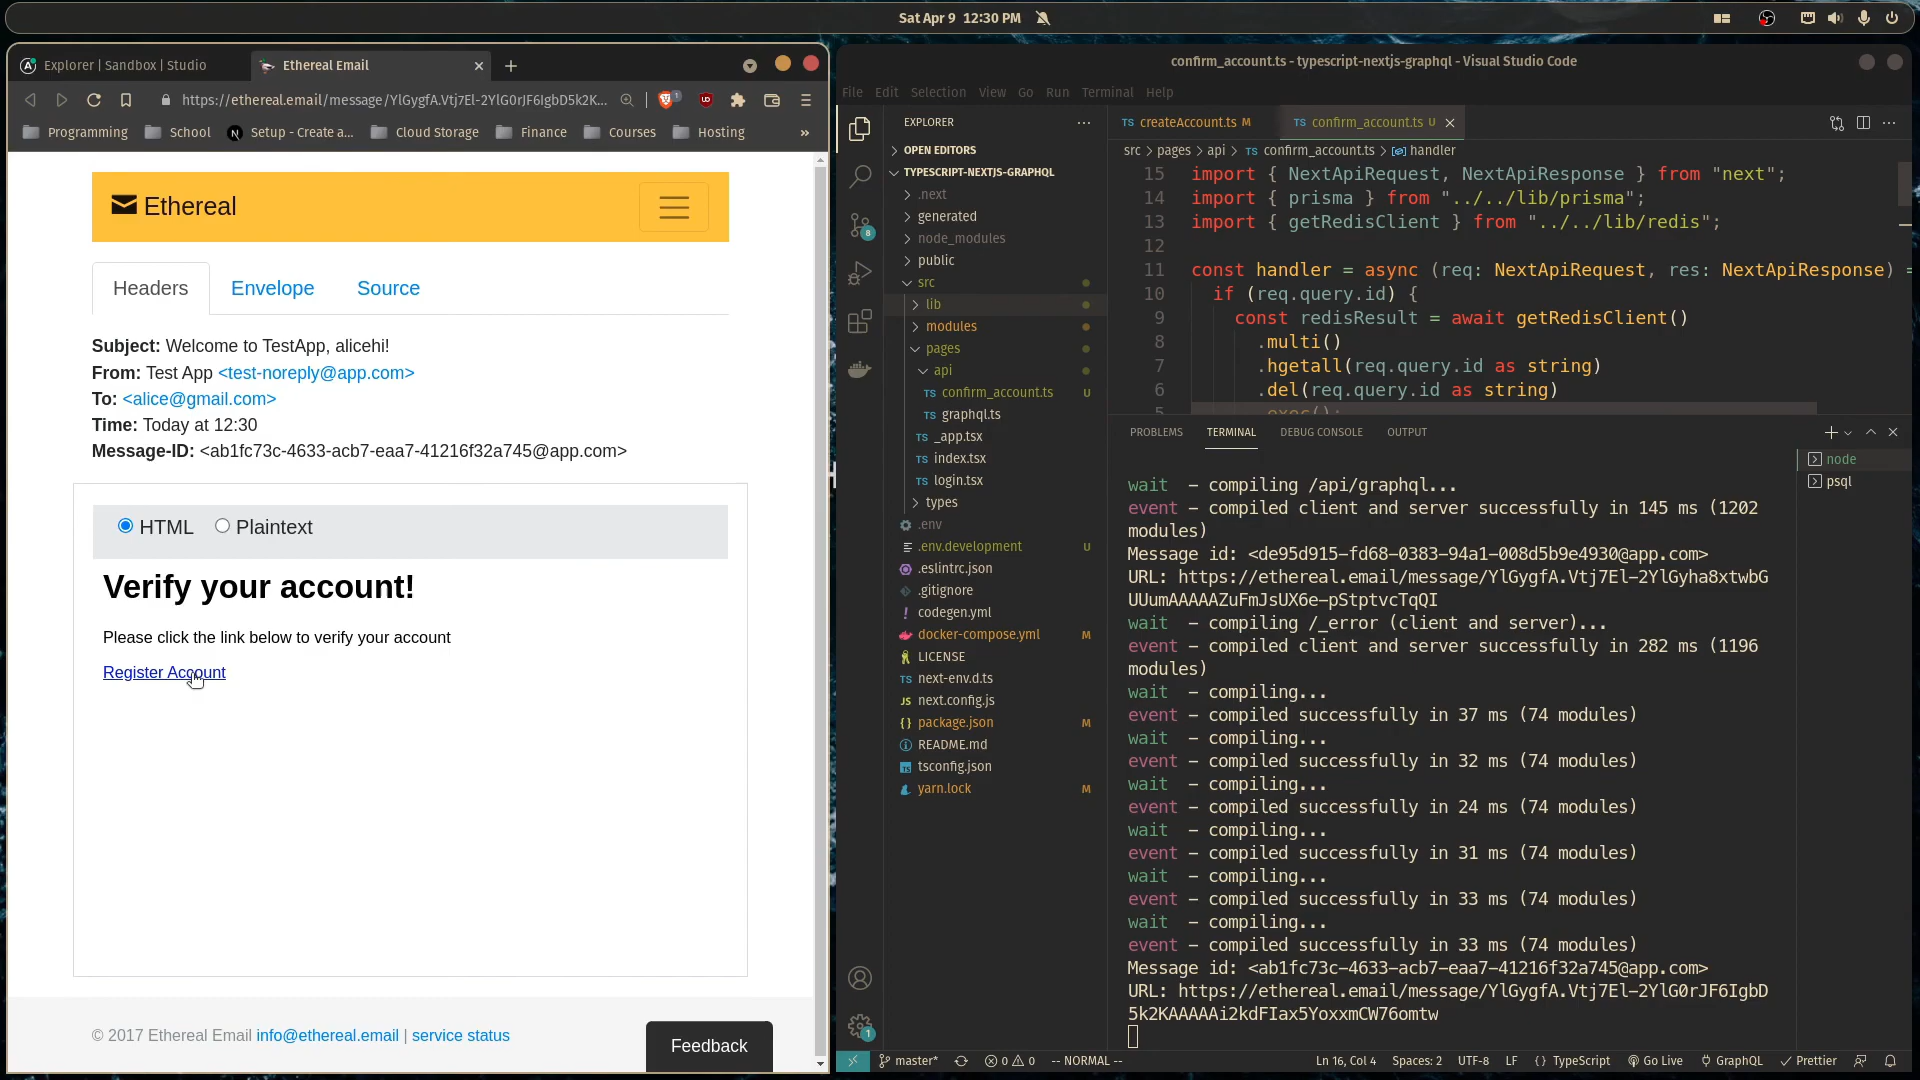 Sat Apr 9  12:30 PM
Explorer | Sandbox | Studio
Ethereal Email
https://ethereal.email/message/YlGygfA.Vtj7El-2YlG0rJF6IgbD5k2K...
1
Programming
School
Setup - Create a...
Cloud Storage
Finance
Courses
Hosting
»
Ethereal
Headers
Envelope
Source
Subject: Welcome to TestApp, alicehi!
From: Test App <test-noreply@app.com>
To: <alice@gmail.com>
Time: Today at 12:30
Message-ID: <ab1fc73c-4633-acb7-eaa7-41216f32a745@app.com>
HTML
Plaintext
Verify your account!
Please click the link below to verify your account
Register Account
© 2017 Ethereal Email info@ethereal.email | service status
Feedback
confirm_account.ts - typescript-nextjs-graphql - Visual Studio Code
File Edit Selection View Go Run Terminal Help
EXPLORER
OPEN EDITORS
TYPESCRIPT-NEXTJS-GRAPHQL
.next
generated
node_modules
public
src
lib
modules
pages
api
TS confirm_account.ts U
TS graphql.ts
TS _app.tsx
TS index.tsx
TS login.tsx
types
.env
.env.development U
.eslintrc.json
.gitignore
! codegen.yml
docker-compose.yml M
LICENSE
TS next-env.d.ts
JS next.config.js
{} package.json M
README.md
tsconfig.json
yarn.lock M
8
1
TS createAccount.ts M
TS confirm_account.ts U
src > pages > api > TS confirm_account.ts > handler
15 import { NextApiRequest, NextApiResponse } from "next";
14 import { prisma } from "../../lib/prisma";
13 import { getRedisClient } from "../../lib/redis";
12
11 const handler = async (req: NextApiRequest, res: NextApiResponse) =
10 if (req.query.id) {
9 const redisResult = await getRedisClient()
8 .multi()
7 .hgetall(req.query.id as string)
6 .del(req.query.id as string)
5 .exec();
PROBLEMS TERMINAL DEBUG CONSOLE OUTPUT
node
psql
wait  - compiling /api/graphql...
event - compiled client and server successfully in 145 ms (1202
modules)
Message id: <de95d915-fd68-0383-94a1-008d5b9e4930@app.com>
URL: https://ethereal.email/message/YlGygfA.Vtj7El-2YlGyha8xtwbG
UUumAAAAAZuFmJsUX6e-pStptvcTqQI
wait  - compiling /_error (client and server)...
event - compiled client and server successfully in 282 ms (1196
modules)
wait  - compiling...
event - compiled successfully in 37 ms (74 modules)
wait  - compiling...
event - compiled successfully in 32 ms (74 modules)
wait  - compiling...
event - compiled successfully in 24 ms (74 modules)
wait  - compiling...
event - compiled successfully in 31 ms (74 modules)
wait  - compiling...
event - compiled successfully in 33 ms (74 modules)
wait  - compiling...
event - compiled successfully in 33 ms (74 modules)
Message id: <ab1fc73c-4633-acb7-eaa7-41216f32a745@app.com>
URL: https://ethereal.email/message/YlGygfA.Vtj7El-2YlG0rJF6IgbD
5k2KAAAAAi2kdFIax5YoxxmCW76omtw
master* 0 0 -- NORMAL -- Ln 16, Col 4 Spaces: 2 UTF-8 LF {} TypeScript Go Live GraphQL Prettier